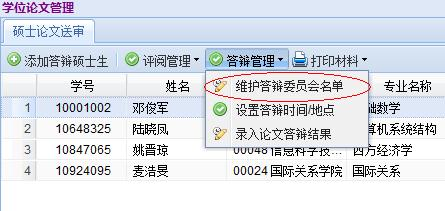 学位论文管理
硕士论文送审
添加答辩硕士生 评阅管理 答辩管理 打印材料
学号 姓名 专业名称
维护答辩委员会名单
设置答辩时间/地点
录入论文答辩结果
1 10001002 邓俊军 础数学
2 10648325 陆晓凤 算机系统结构
3 10847065 姚晋琼 00048 信息科学技... 西方经济学
4 10924095 麦洁旻 00024 国际关系学院 国际关系